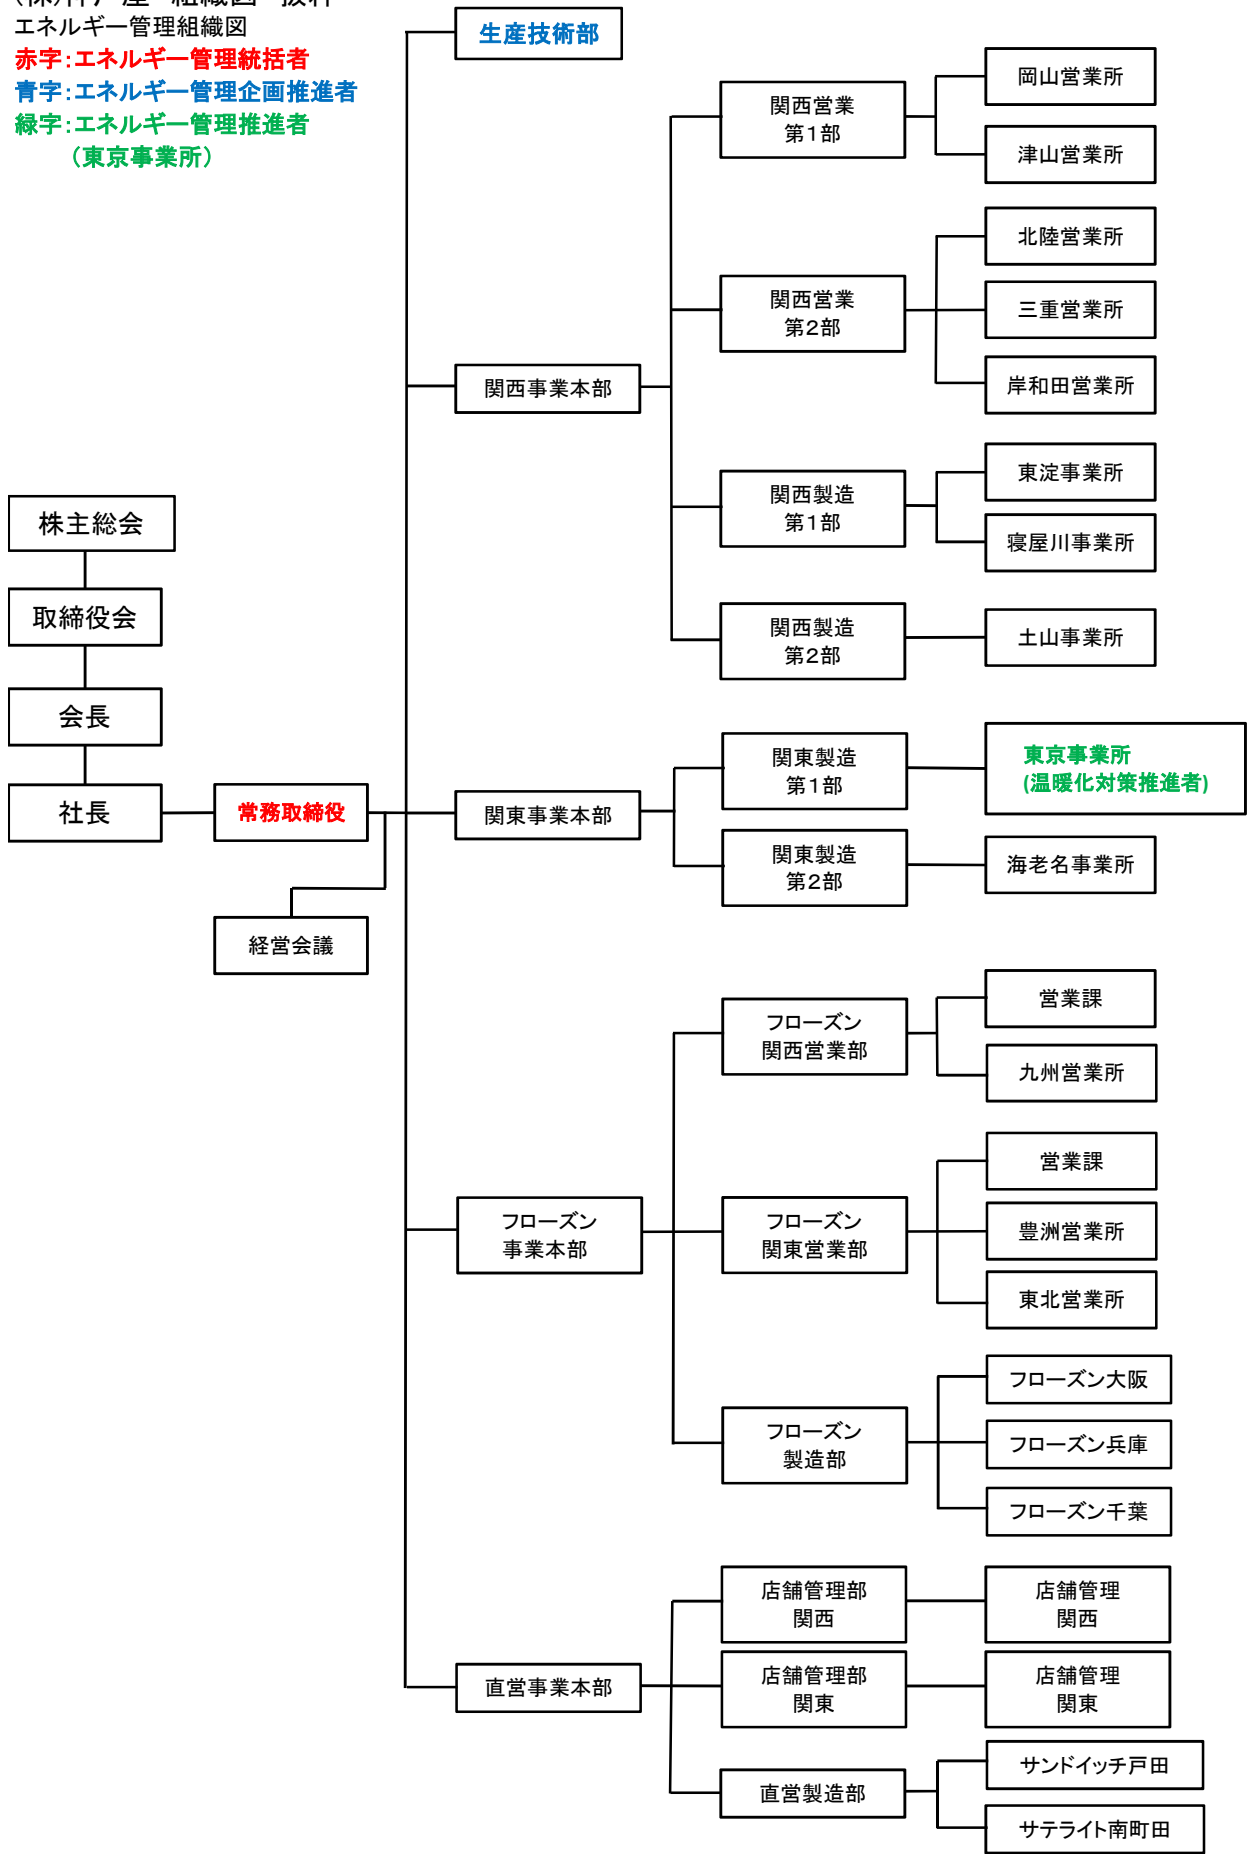 エネルギー管理組織図
赤字:エネルギー管理統括者
青字:エネルギー管理企画推進者
緑字:エネルギー管理推進者
(東京事業所)
株主総会
取締役会
会長
社長
常務取締役
経営会議
生産技術部
関西事業本部
関西営業
第1部
岡山営業所
津山営業所
関西営業
第2部
北陸営業所
三重営業所
岸和田営業所
関西製造
第1部
東淀事業所
寝屋川事業所
関西製造
第2部
土山事業所
関東事業本部
関東製造
第1部
東京事業所
(温暖化対策推進者)
関東製造
第2部
海老名事業所
フローズン
事業本部
フローズン
関西営業部
営業課
九州営業所
フローズン
関東営業部
営業課
豊洲営業所
東北営業所
フローズン
製造部
フローズン大阪
フローズン兵庫
フローズン千葉
直営事業本部
店舗管理部
関西
店舗管理
関西
店舗管理部
関東
店舗管理
関東
直営製造部
サンドイッチ戸田
サテライト南町田